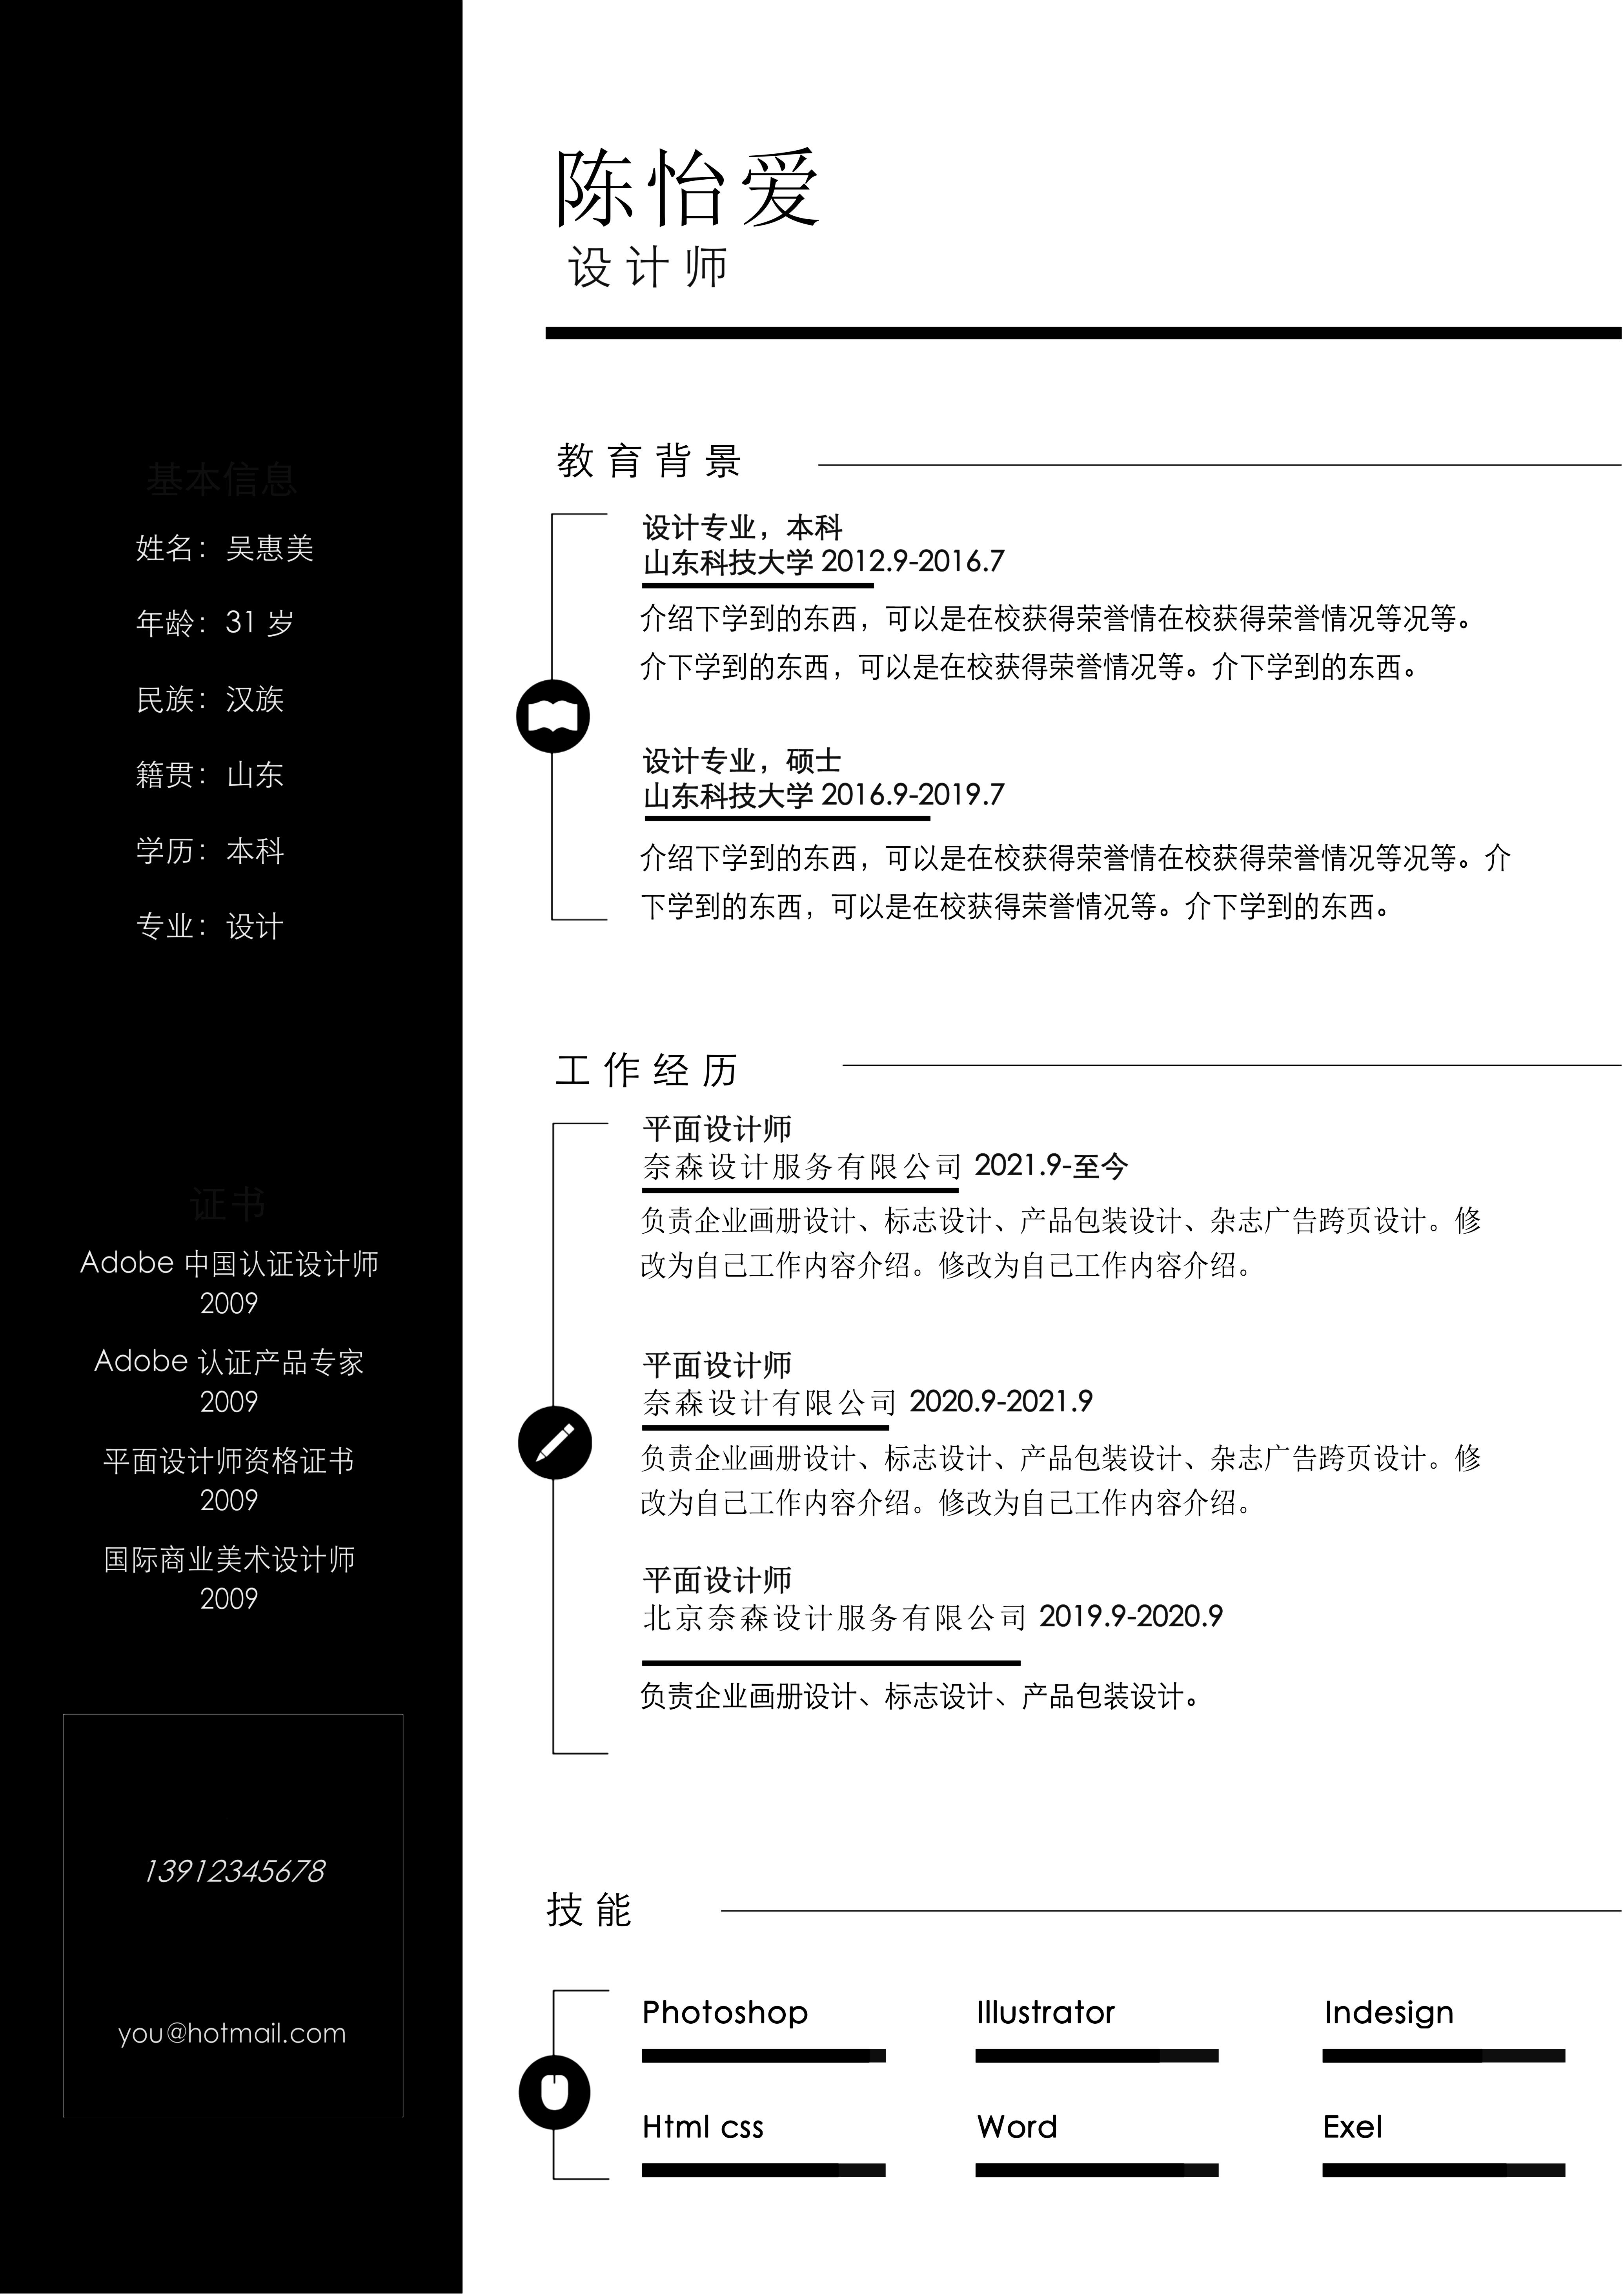 陈怡爱
设计师
基本信息
姓名：吴惠美
年龄：31 岁
民族：汉族
籍贯：山东
学历：本科
专业：设计
证书
Adobe 中国认证设计师
2009
Adobe 认证产品专家
2009
平面设计师资格证书
2009
国际商业美术设计师
2009
13912345678
you@hotmail.com
教育背景
设计专业，本科
山东科技大学 2012.9-2016.7
介绍下学到的东西，可以是在校获得荣誉情在校获得荣誉情况等况等。
介下学到的东西，可以是在校获得荣誉情况等。介下学到的东西。
设计专业，硕士
山东科技大学 2016.9-2019.7
介绍下学到的东西，可以是在校获得荣誉情在校获得荣誉情况等况等。介
下学到的东西，可以是在校获得荣誉情况等。介下学到的东西。
工作经历
平面设计师
奈森设计服务有限公司 2021.9-至今
负责企业画册设计、标志设计、产品包装设计、杂志广告跨页设计。修
改为自己工作内容介绍。修改为自己工作内容介绍。
平面设计师
奈森设计有限公司 2020.9-2021.9
负责企业画册设计、标志设计、产品包装设计、杂志广告跨页设计。修
改为自己工作内容介绍。修改为自己工作内容介绍。
平面设计师
北京奈森设计服务有限公司 2019.9-2020.9
负责企业画册设计、标志设计、产品包装设计。
技能
Photoshop
Illustrator
Indesign
Html css
Word
Exel